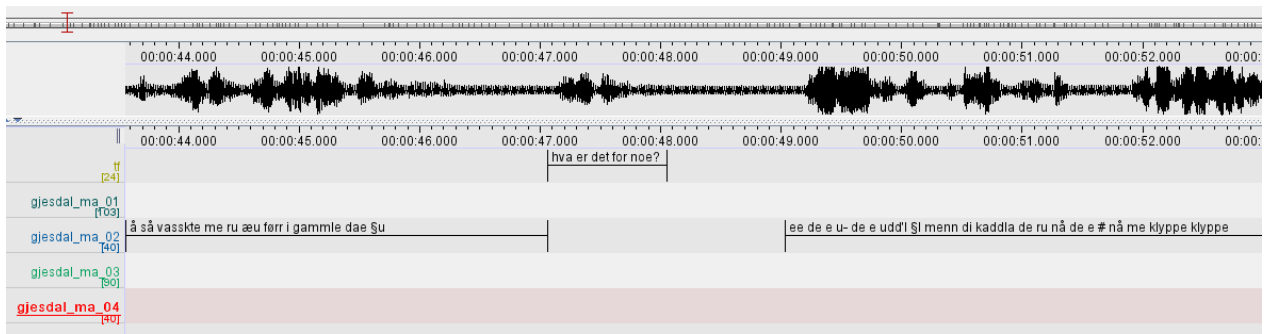 00:00:44.000 00:00:45.000 00:00:46.000 00:00:47.000 00:00:48.000 00:00:49.000 00:00:50.000 00:00:51.000 00:00:52.000 00:00:
00:00:44.000 00:00:45.000 00:00:46.000 00:00:47.000 00:00:48.000 00:00:49.000 00:00:50.000 00:00:51.000 00:00:52.000 00:00:
hva er det for noe?
tf
[24]
gjesdal_ma_01
[103]
å så vasskte me ru æu førr i gammle dae §u ee de e u- de e udd'l §l menn di kaddla de ru nå de e # nå me klyppe klyppe
gjesdal_ma_02
[40]
gjesdal_ma_03
[90]
gjesdal_ma_04
[40]